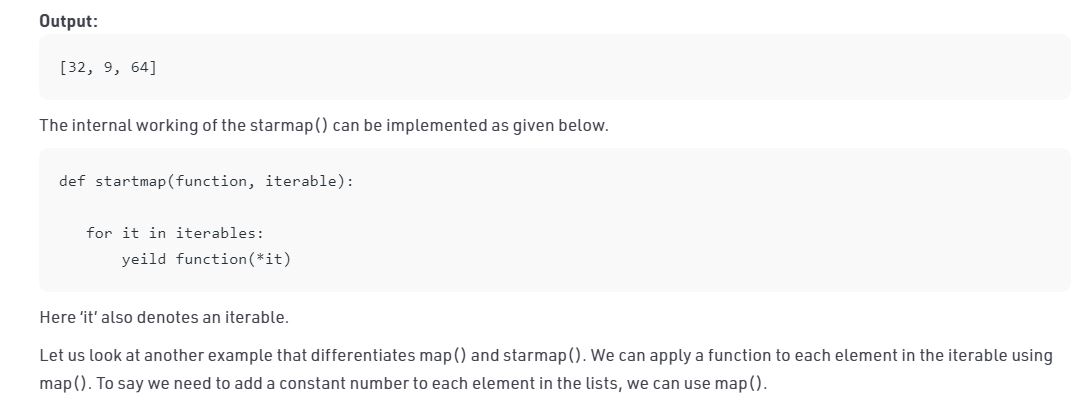 Output:
[32, 9, 64]
The internal working of the starmap() can be implemented as given below.
def startmap(function, iterable):
for it in iterables:
yeild function(*it)
Here ‘it’ also denotes an iterable.
Let us look at another example that differentiates map() and starmap(). We can apply a function to each element in the iterable using
map(). To say we need to add a constant number to each element in the lists, we can use map().